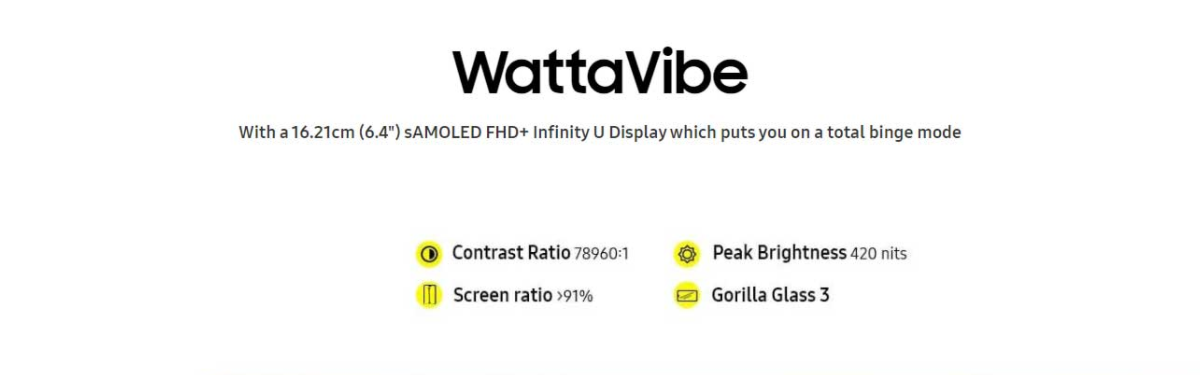 WattaVibe
With a 16.21cm (6.4") sAMOLED FHD+ Infinity U Display which puts you on a total binge mode
Contrast Ratio 78960:1
Peak Brightness 420 nits
Screen ratio >91%
Gorilla Glass 3